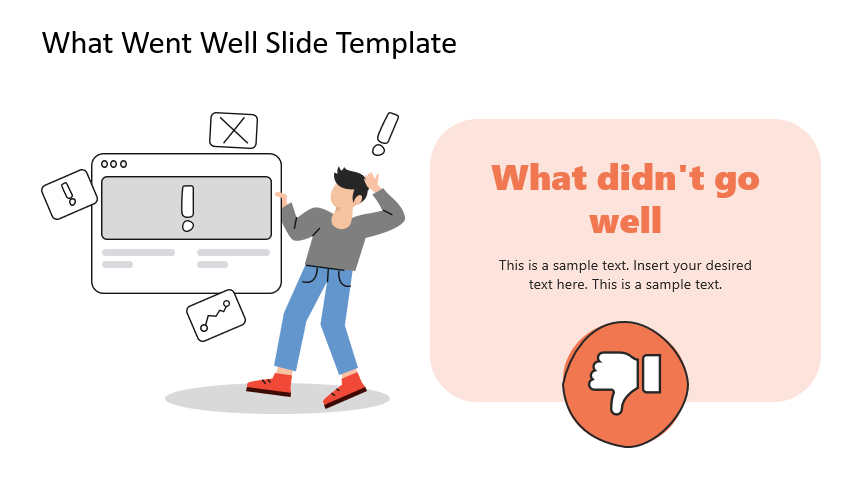 What Went Well Slide Template
What didn't go
well
This is a sample text. Insert your desired
text here. This is a sample text.